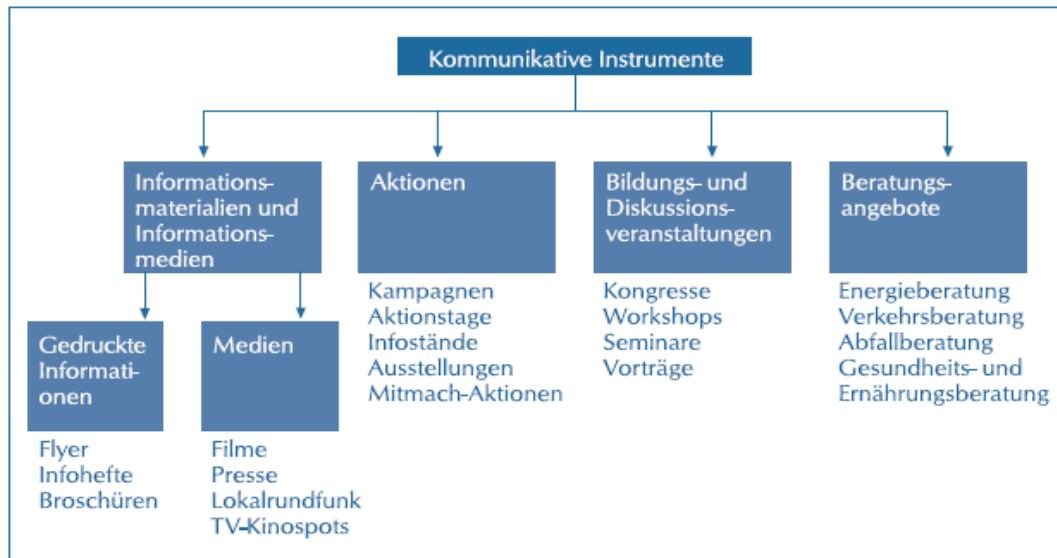 Kommunikative Instrumente
Informations-
materialien und
Informations-
medien
Gedruckte
Informati-
onen
Flyer
Infohefte
Broschüren
Medien
Filme
Presse
Lokalrundfunk
TV-Kinospots
Aktionen
Kampagnen
Aktionstage
Infostände
Ausstellungen
Mitmach-Aktionen
Bildungs- und
Diskussions-
veranstaltungen
Kongresse
Workshops
Seminare
Vorträge
Beratungs-
angebote
Energieberatung
Verkehrsberatung
Abfallberatung
Gesundheits- und
Ernährungsberatung